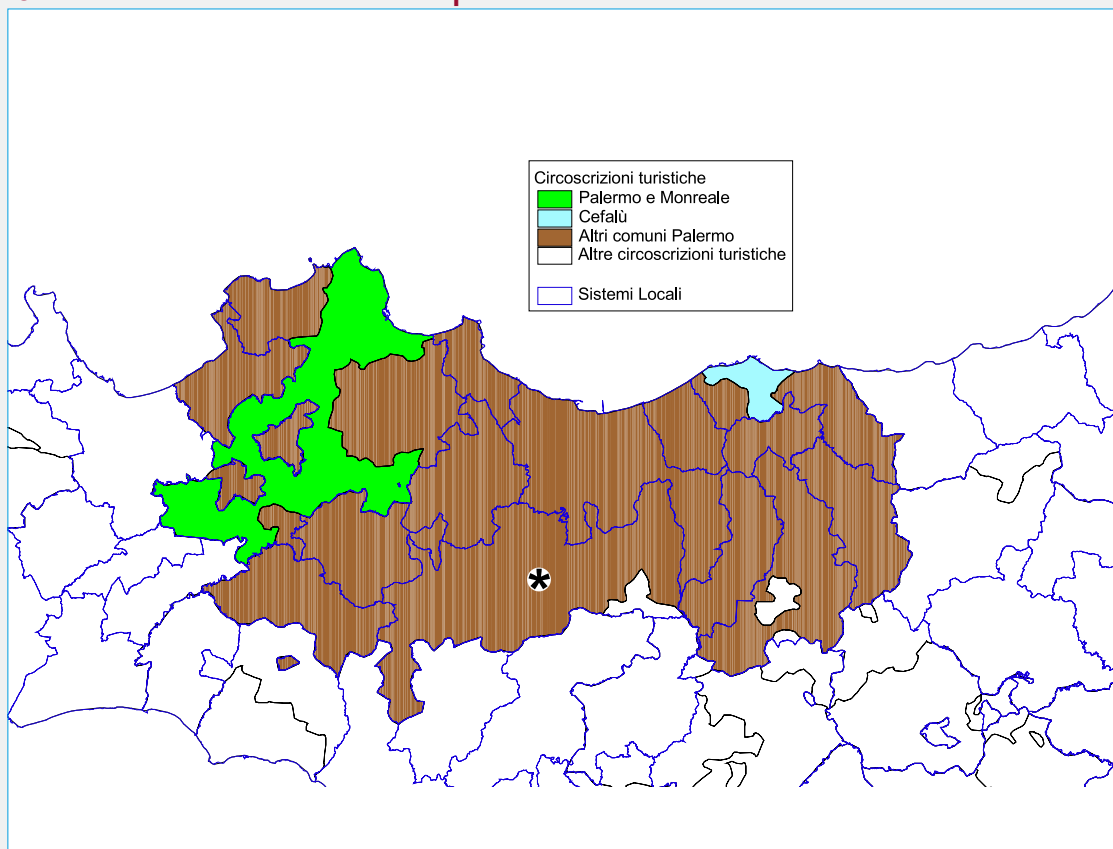 Circoscrizioni turistiche
Palermo e Monreale
Cefalù
Altri comuni Palermo
Altre circoscrizioni turistiche
Sistemi Locali
*